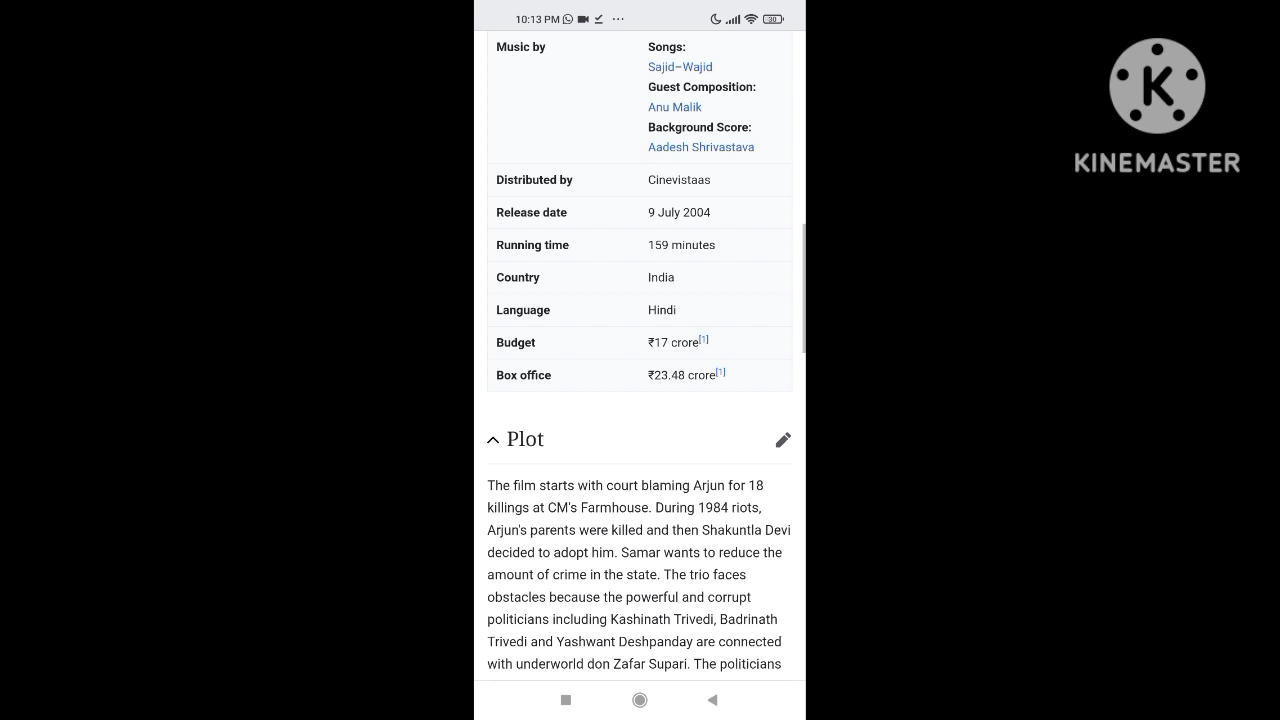 10:13 PM
30
KINEMASTER
Music by
Songs:
Sajid–Wajid
Guest Composition:
Anu Malik
Background Score:
Aadesh Shrivastava
Distributed by Cinevistaas
Release date 9 July 2004
Running time 159 minutes
Country India
Language Hindi
Budget ₹17 crore[1]
Box office ₹23.48 crore[1]
Plot
The film starts with court blaming Arjun for 18
killings at CM's Farmhouse. During 1984 riots,
Arjun's parents were killed and then Shakuntla Devi
decided to adopt him. Samar wants to reduce the
amount of crime in the state. The trio faces
obstacles because the powerful and corrupt
politicians including Kashinath Trivedi, Badrinath
Trivedi and Yashwant Deshpanday are connected
with underworld don Zafar Supari. The politicians